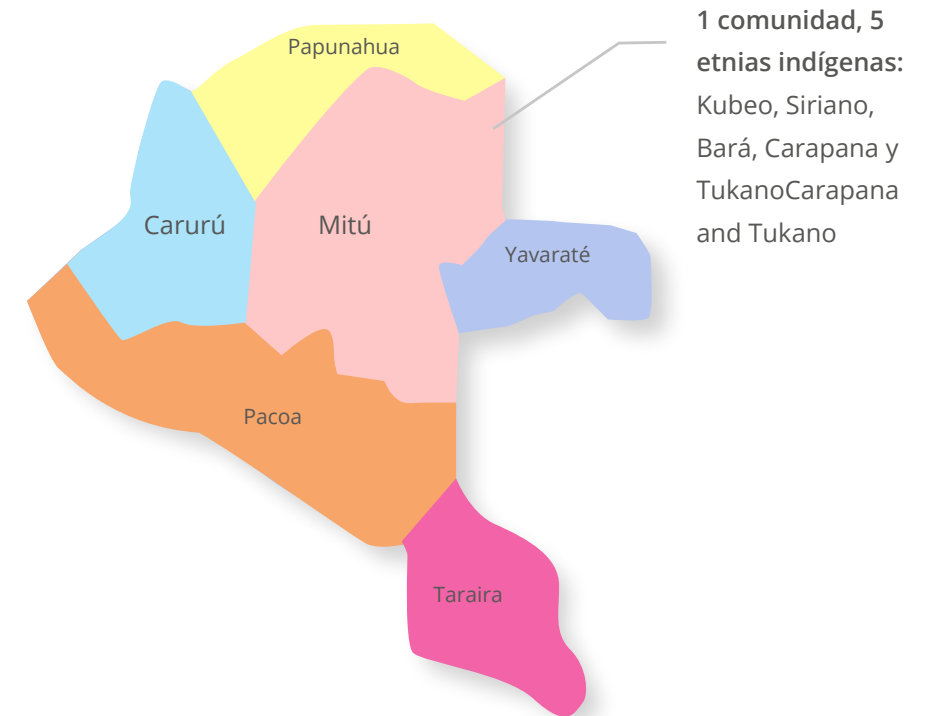 Papunahua
Carurú
Mitú
Yavaraté
Pacoa
Taraira
1 comunidad, 5
etnias indígenas:
Kubeo, Siriano,
Bará, Carapana y
TukanoCarapana
and Tukano